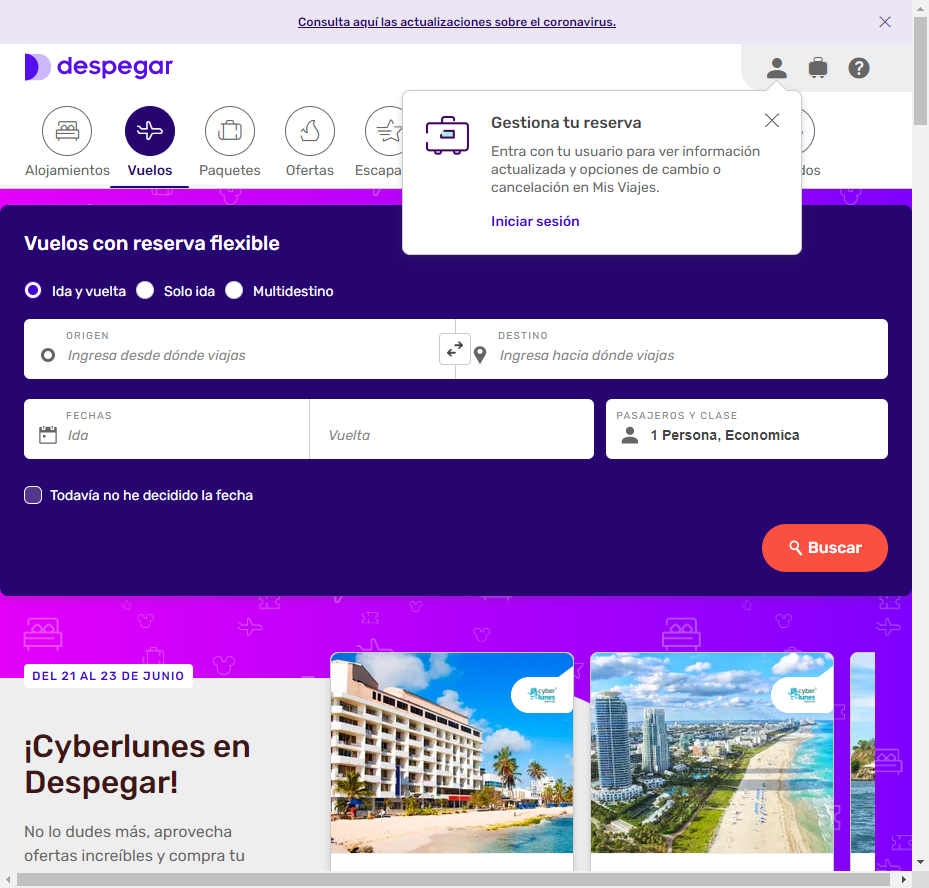 Consulta aquí las actualizaciones sobre el coronavirus.
despegar
Alojamientos
Vuelos
Paquetes
Ofertas
Escapa
dos
Gestiona tu reserva
Entra con tu usuario para ver información
actualizada y opciones de cambio o
cancelación en Mis Viajes.
Iniciar sesión
Vuelos con reserva flexible
Ida y vuelta
Solo ida
Multidestino
ORIGEN
Ingresa desde dónde viajas
DESTINO
Ingresa hacia dónde viajas
FECHAS
Ida
Vuelta
PASAJEROS Y CLASE
1 Persona, Economica
Todavía no he decidido la fecha
Buscar
DEL 21 AL 23 DE JUNIO
¡Cyberlunes en
Despegar!
No lo dudes más, aprovecha
ofertas increíbles y compra tu
cyber
lunes
cyber
lunes